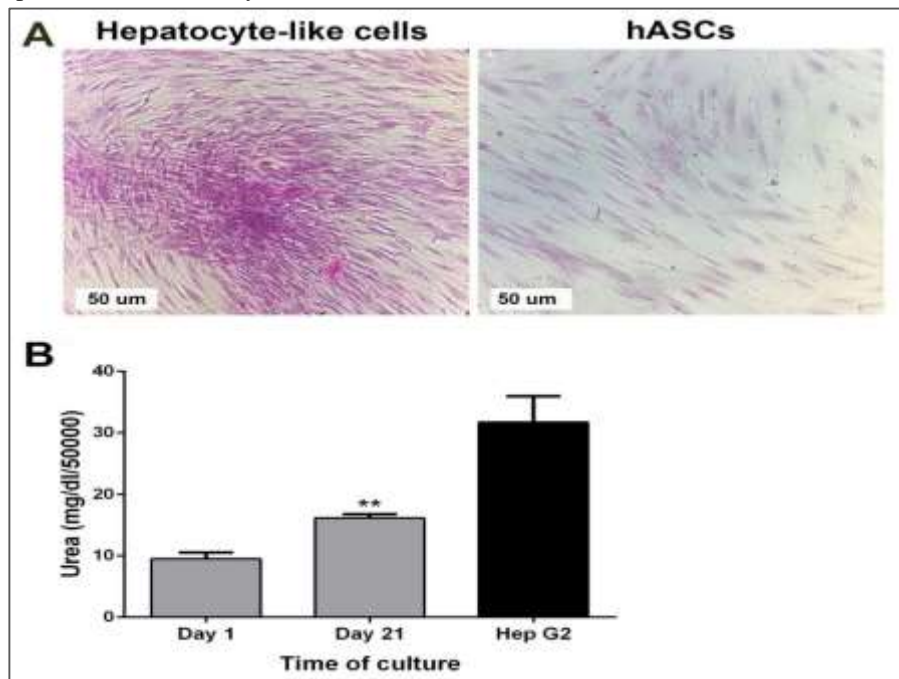 A
Hepatocyte-like cells
hASCs
50 um
50 um
B
Urea (mg/dl/50000)
40
30
20
10
0
**
Day 1
Day 21
Hep G2
Time of culture